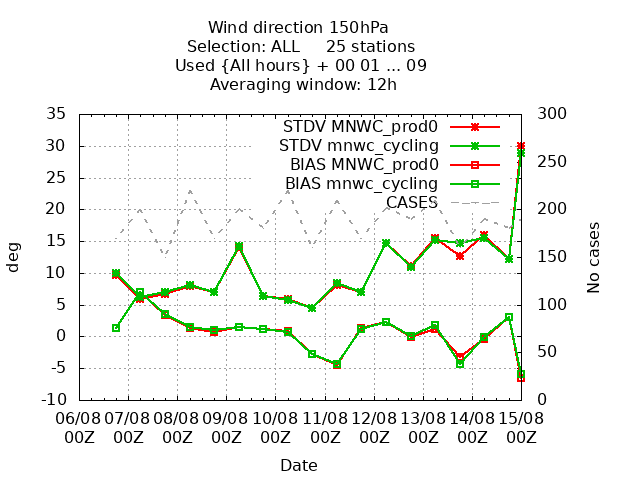 Wind direction 150hPa
Selection: ALL     25 stations
Used {All hours} + 00 01 ... 09
Averaging window: 12h
STDV MNWC_prod0
STDV mnwc_cycling
BIAS MNWC_prod0
BIAS mnwc_cycling
CASES
35
30
25
20
15
10
5
0
-5
-10
deg
300
250
200
150
100
50
0
No cases
06/08 07/08 08/08 09/08 10/08 11/08 12/08 13/08 14/08 15/08
00Z 00Z 00Z 00Z 00Z 00Z 00Z 00Z 00Z 00Z
Date